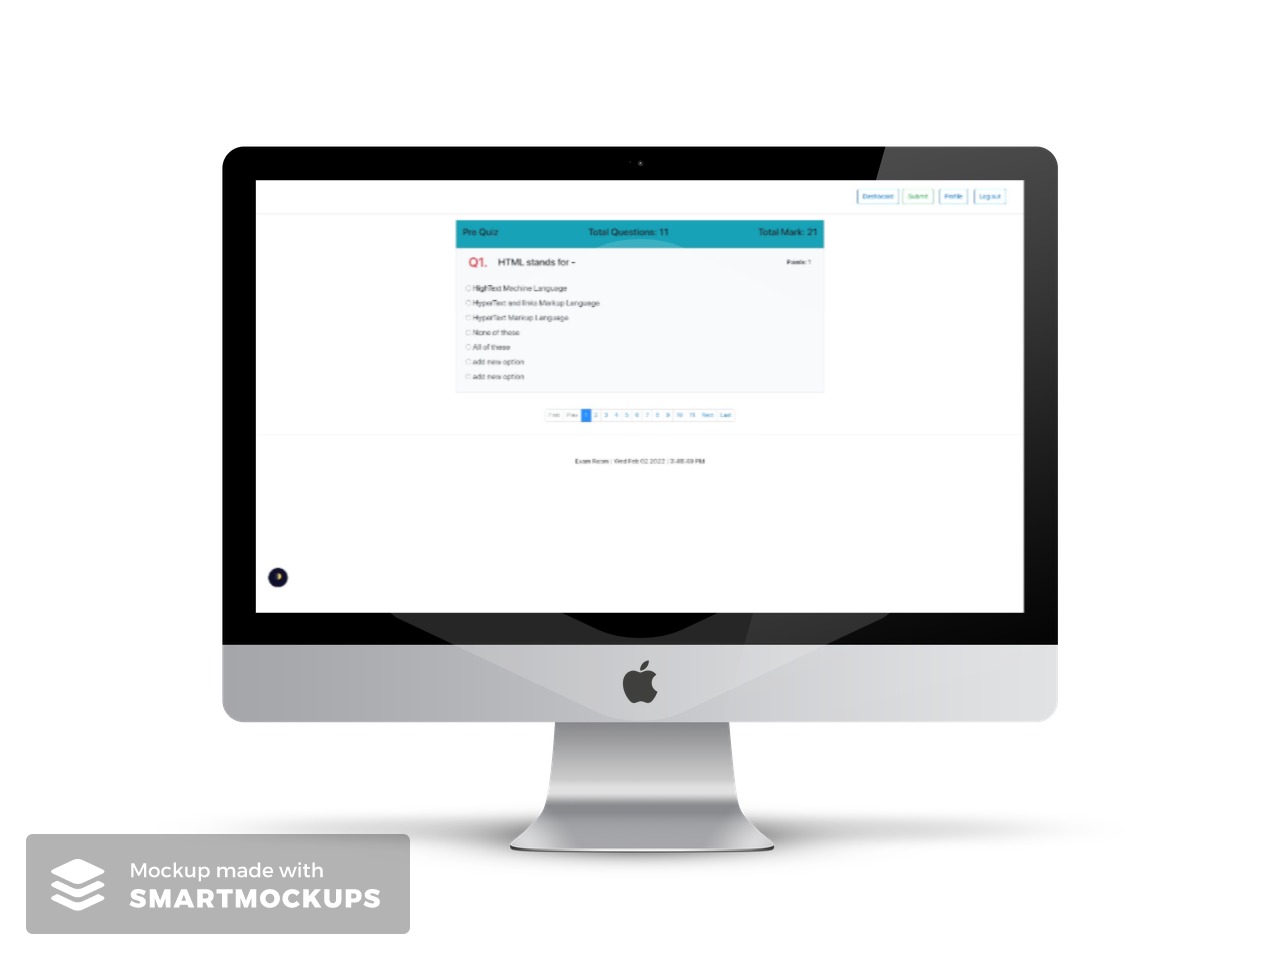 Dashboard Submit Profile Log out
Pre Quiz Total Questions: 11 Total Mark: 21
Q1. HTML stands for - Points: 1
HighText Machine Language
HyperText and links Markup Language
HyperText Markup Language
None of these
All of these
add new option
add new option
First Prev 1 2 3 4 5 6 7 8 9 10 11 Next Last
Exam Room : Wed Feb 02 2022 : 3:48:49 PM
Mockup made with
SMARTMOCKUPS